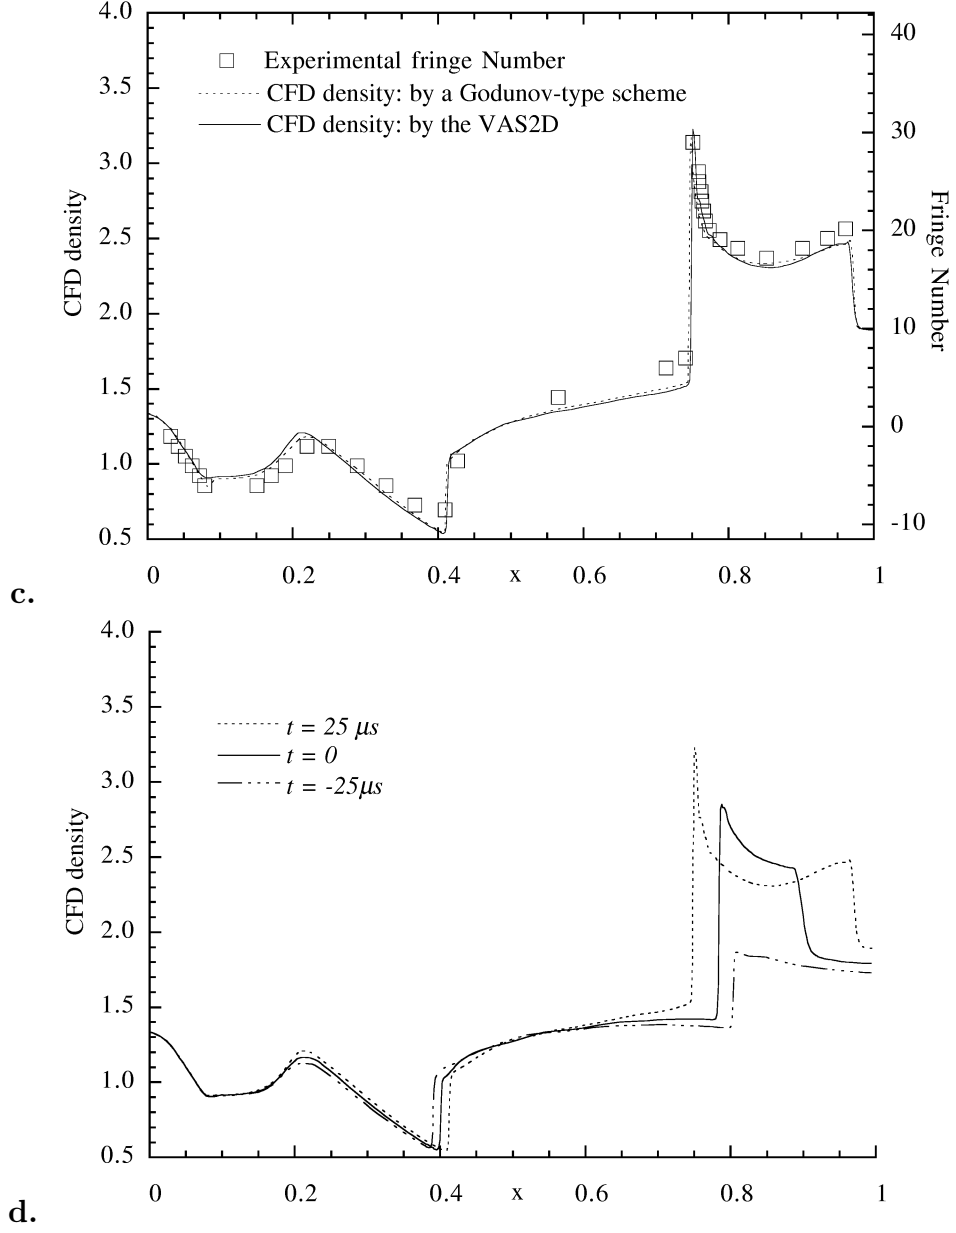 4.0
3.5
3.0
2.5
2.0
1.5
1.0
0.5
CFD density
Experimental fringe Number
CFD density: by a Godunov-type scheme
CFD density: by the VAS2D
40
30
20
10
0
-10
Fringe Number
0 0.2 0.4 x 0.6 0.8 1
c.
4.0
3.5
3.0
2.5
2.0
1.5
1.0
0.5
CFD density
t = 25 μs
t = 0
t = -25μs
0 0.2 0.4 x 0.6 0.8 1
d.